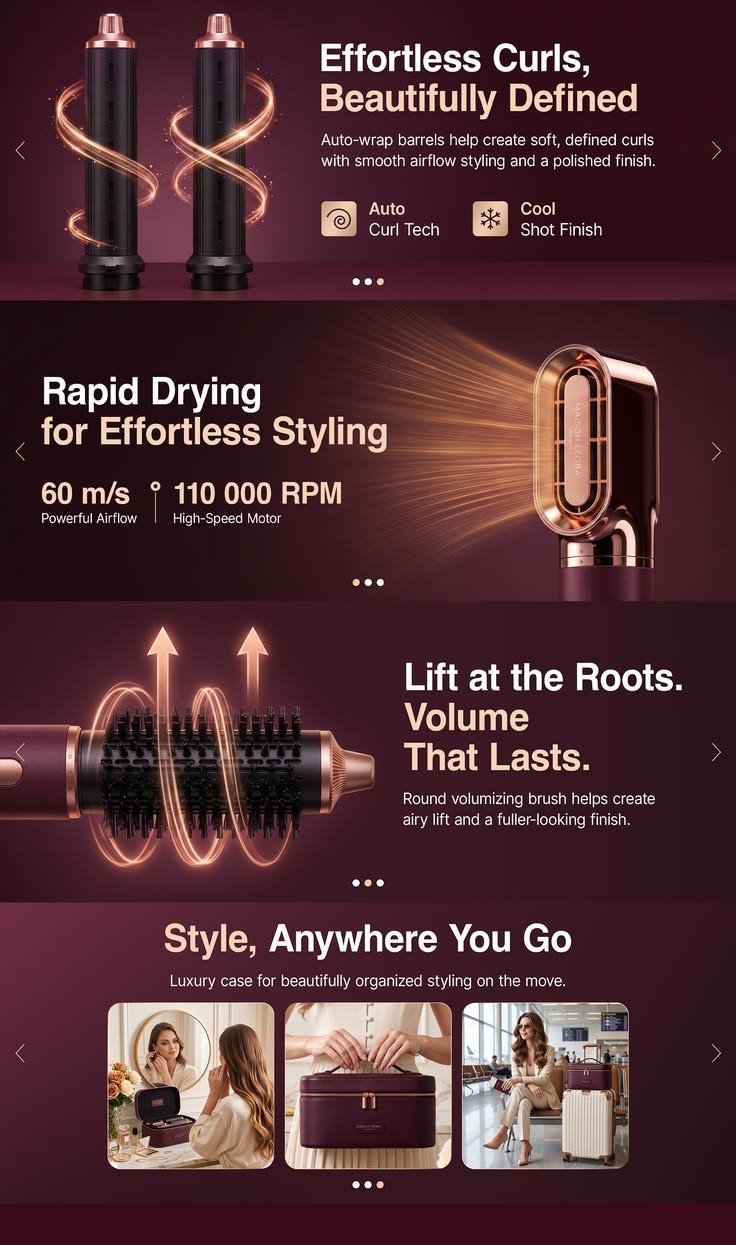 Effortless Curls,
Beautifully Defined
Auto-wrap barrels help create soft, defined curls
with smooth airflow styling and a polished finish.
Auto
Curl Tech
Cool
Shot Finish
Rapid Drying
for Effortless Styling
60 m/s
Powerful Airflow
110 000 RPM
High-Speed Motor
MAISON LEORA
Lift at the Roots.
Volume
That Lasts.
Round volumizing brush helps create
airy lift and a fuller-looking finish.
Style, Anywhere You Go
Luxury case for beautifully organized styling on the move.